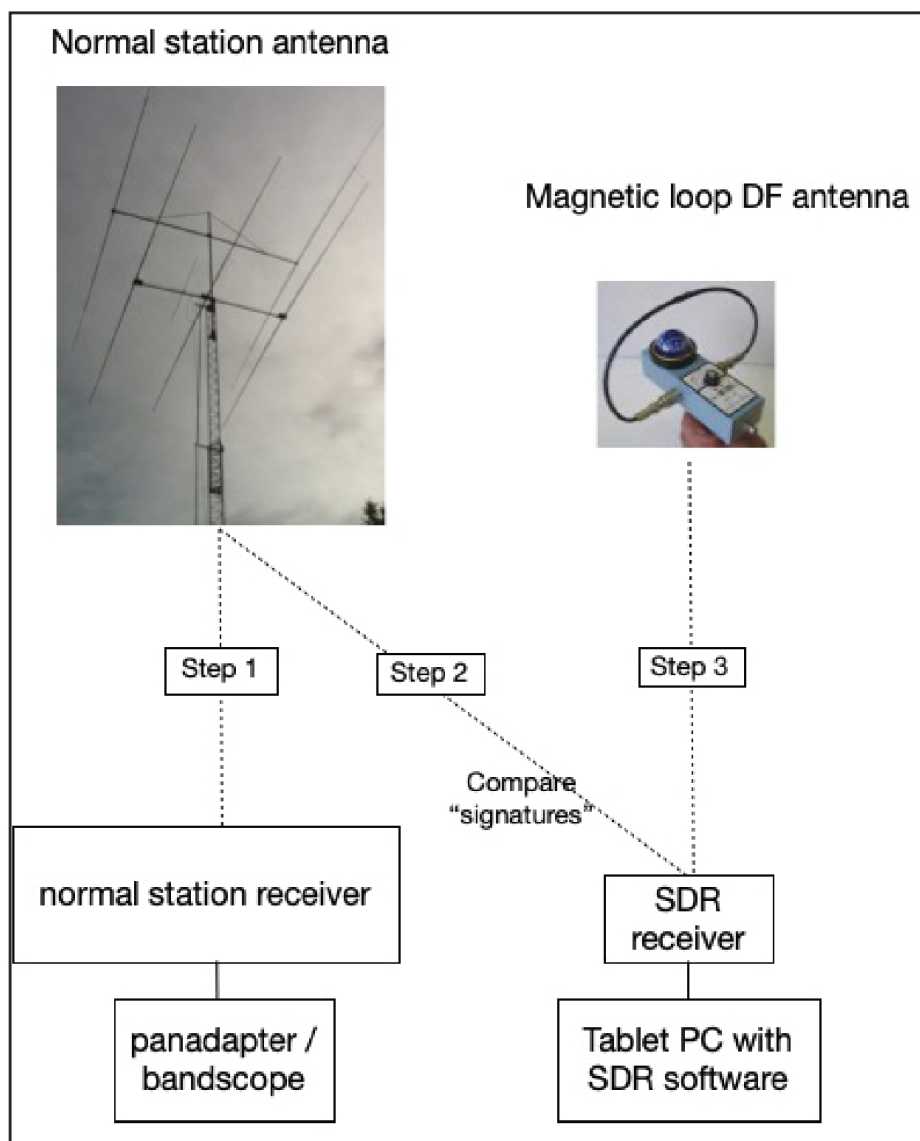 Normal station antenna
Magnetic loop DF antenna
Step 1
Step 2
Step 3
Compare
“signatures”
normal station receiver
SDR
receiver
panadapter /
bandscope
Tablet PC with
SDR software